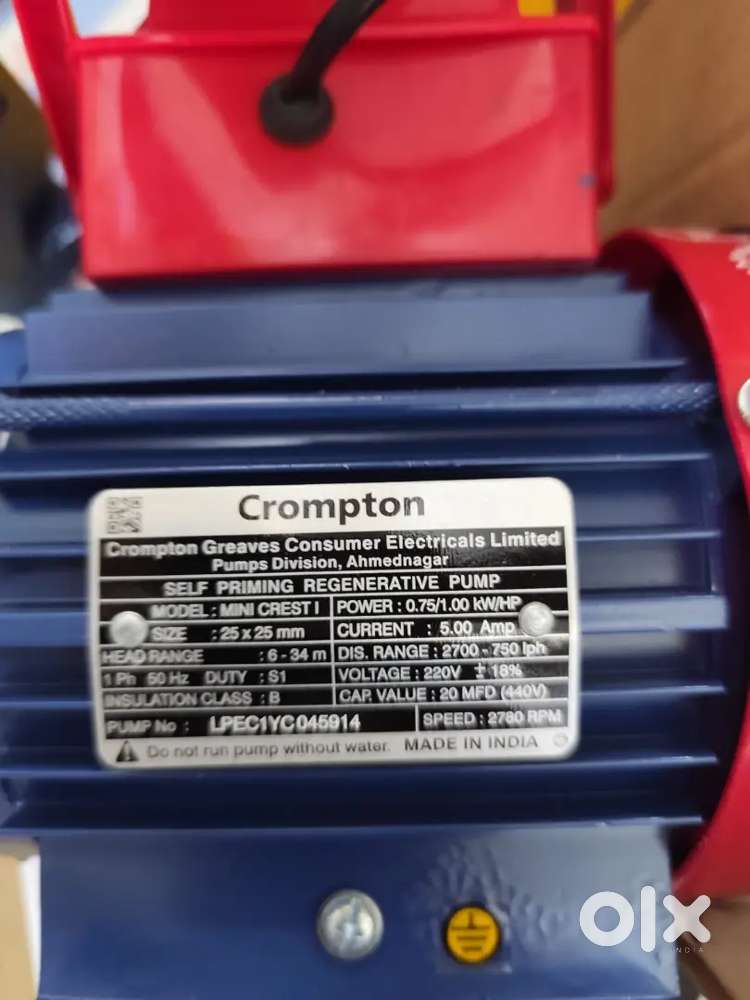 Crompton
Crompton Greaves Consumer Electricals Limited
Pumps Division, Ahmednagar
SELF PRIMING REGENERATIVE PUMP
MODEL : MINI CREST I POWER : 0.75/1.00 kW/HP
SIZE : 25 x 25 mm CURRENT : 5.00 Amp
HEAD RANGE : 6 - 34 m DIS. RANGE : 2700 - 750 lph
1 Ph 50 Hz DUTY : S1 VOLTAGE : 220V ± 18%
INSULATION CLASS : B CAP. VALUE : 20 MFD (440V)
PUMP No : LPEC1YC045914 SPEED : 2780 RPM
Do not run pump without water. MADE IN INDIA
olx
INDIA